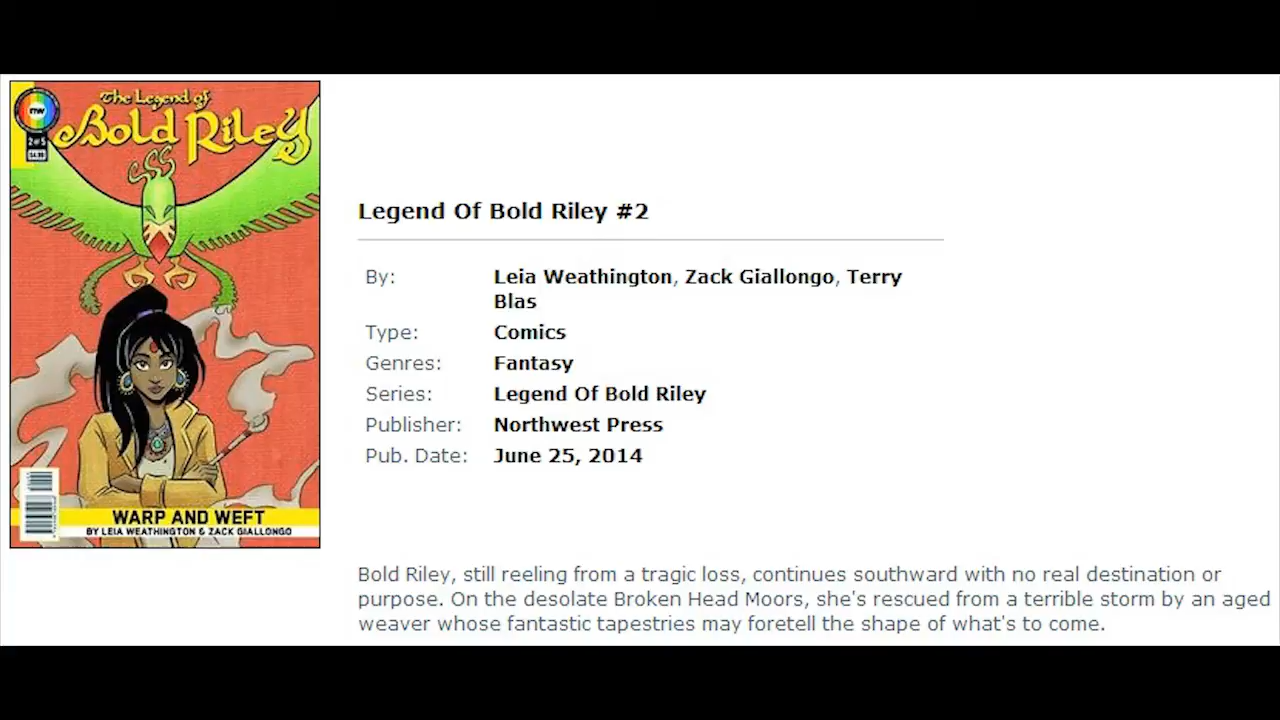 The Legend of
Bold Riley
NW
2 of 5
$4.99
WARP AND WEFT
BY LEIA WEATHINGTON & ZACK GIALLONGO
Legend Of Bold Riley #2
By: Leia Weathington, Zack Giallongo, Terry
Blas
Type: Comics
Genres: Fantasy
Series: Legend Of Bold Riley
Publisher: Northwest Press
Pub. Date: June 25, 2014
Bold Riley, still reeling from a tragic loss, continues southward with no real destination or
purpose. On the desolate Broken Head Moors, she's rescued from a terrible storm by an aged
weaver whose fantastic tapestries may foretell the shape of what's to come.